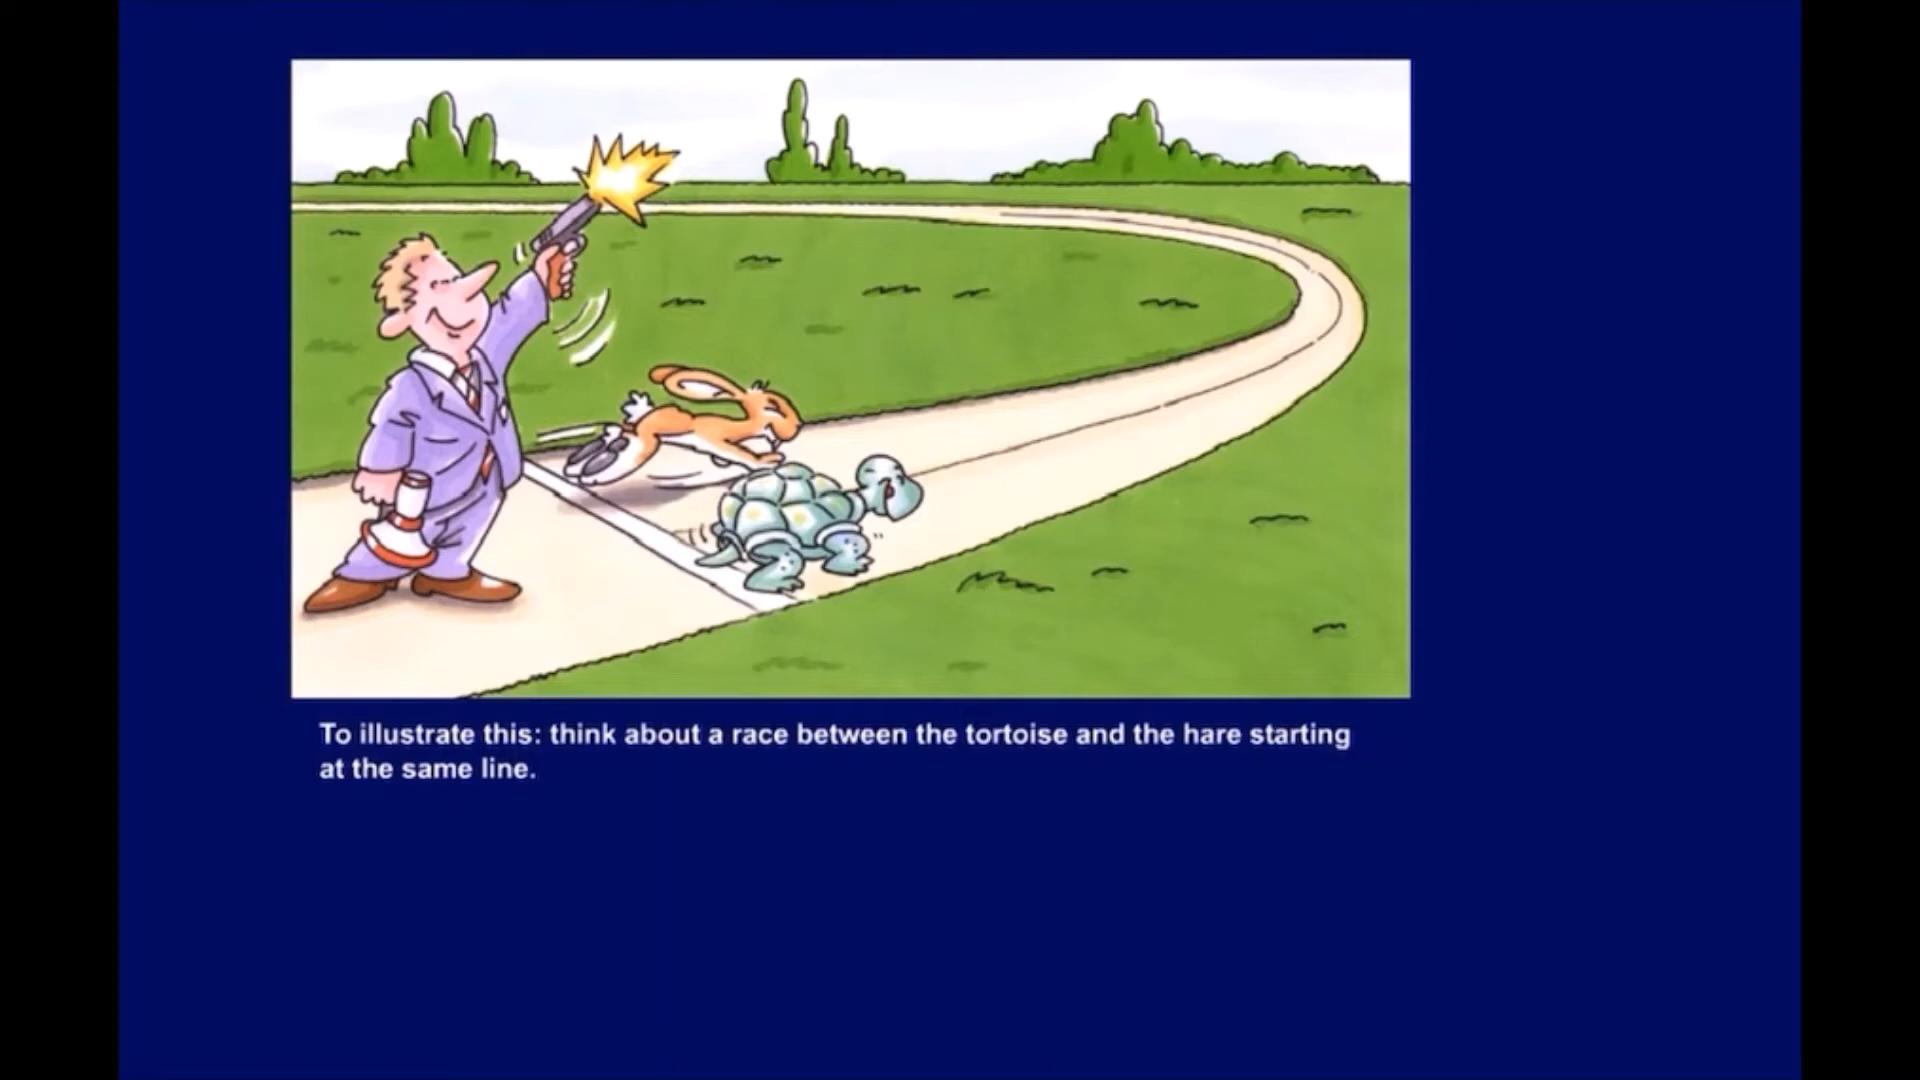 To illustrate this: think about a race between the tortoise and the hare starting
at the same line.